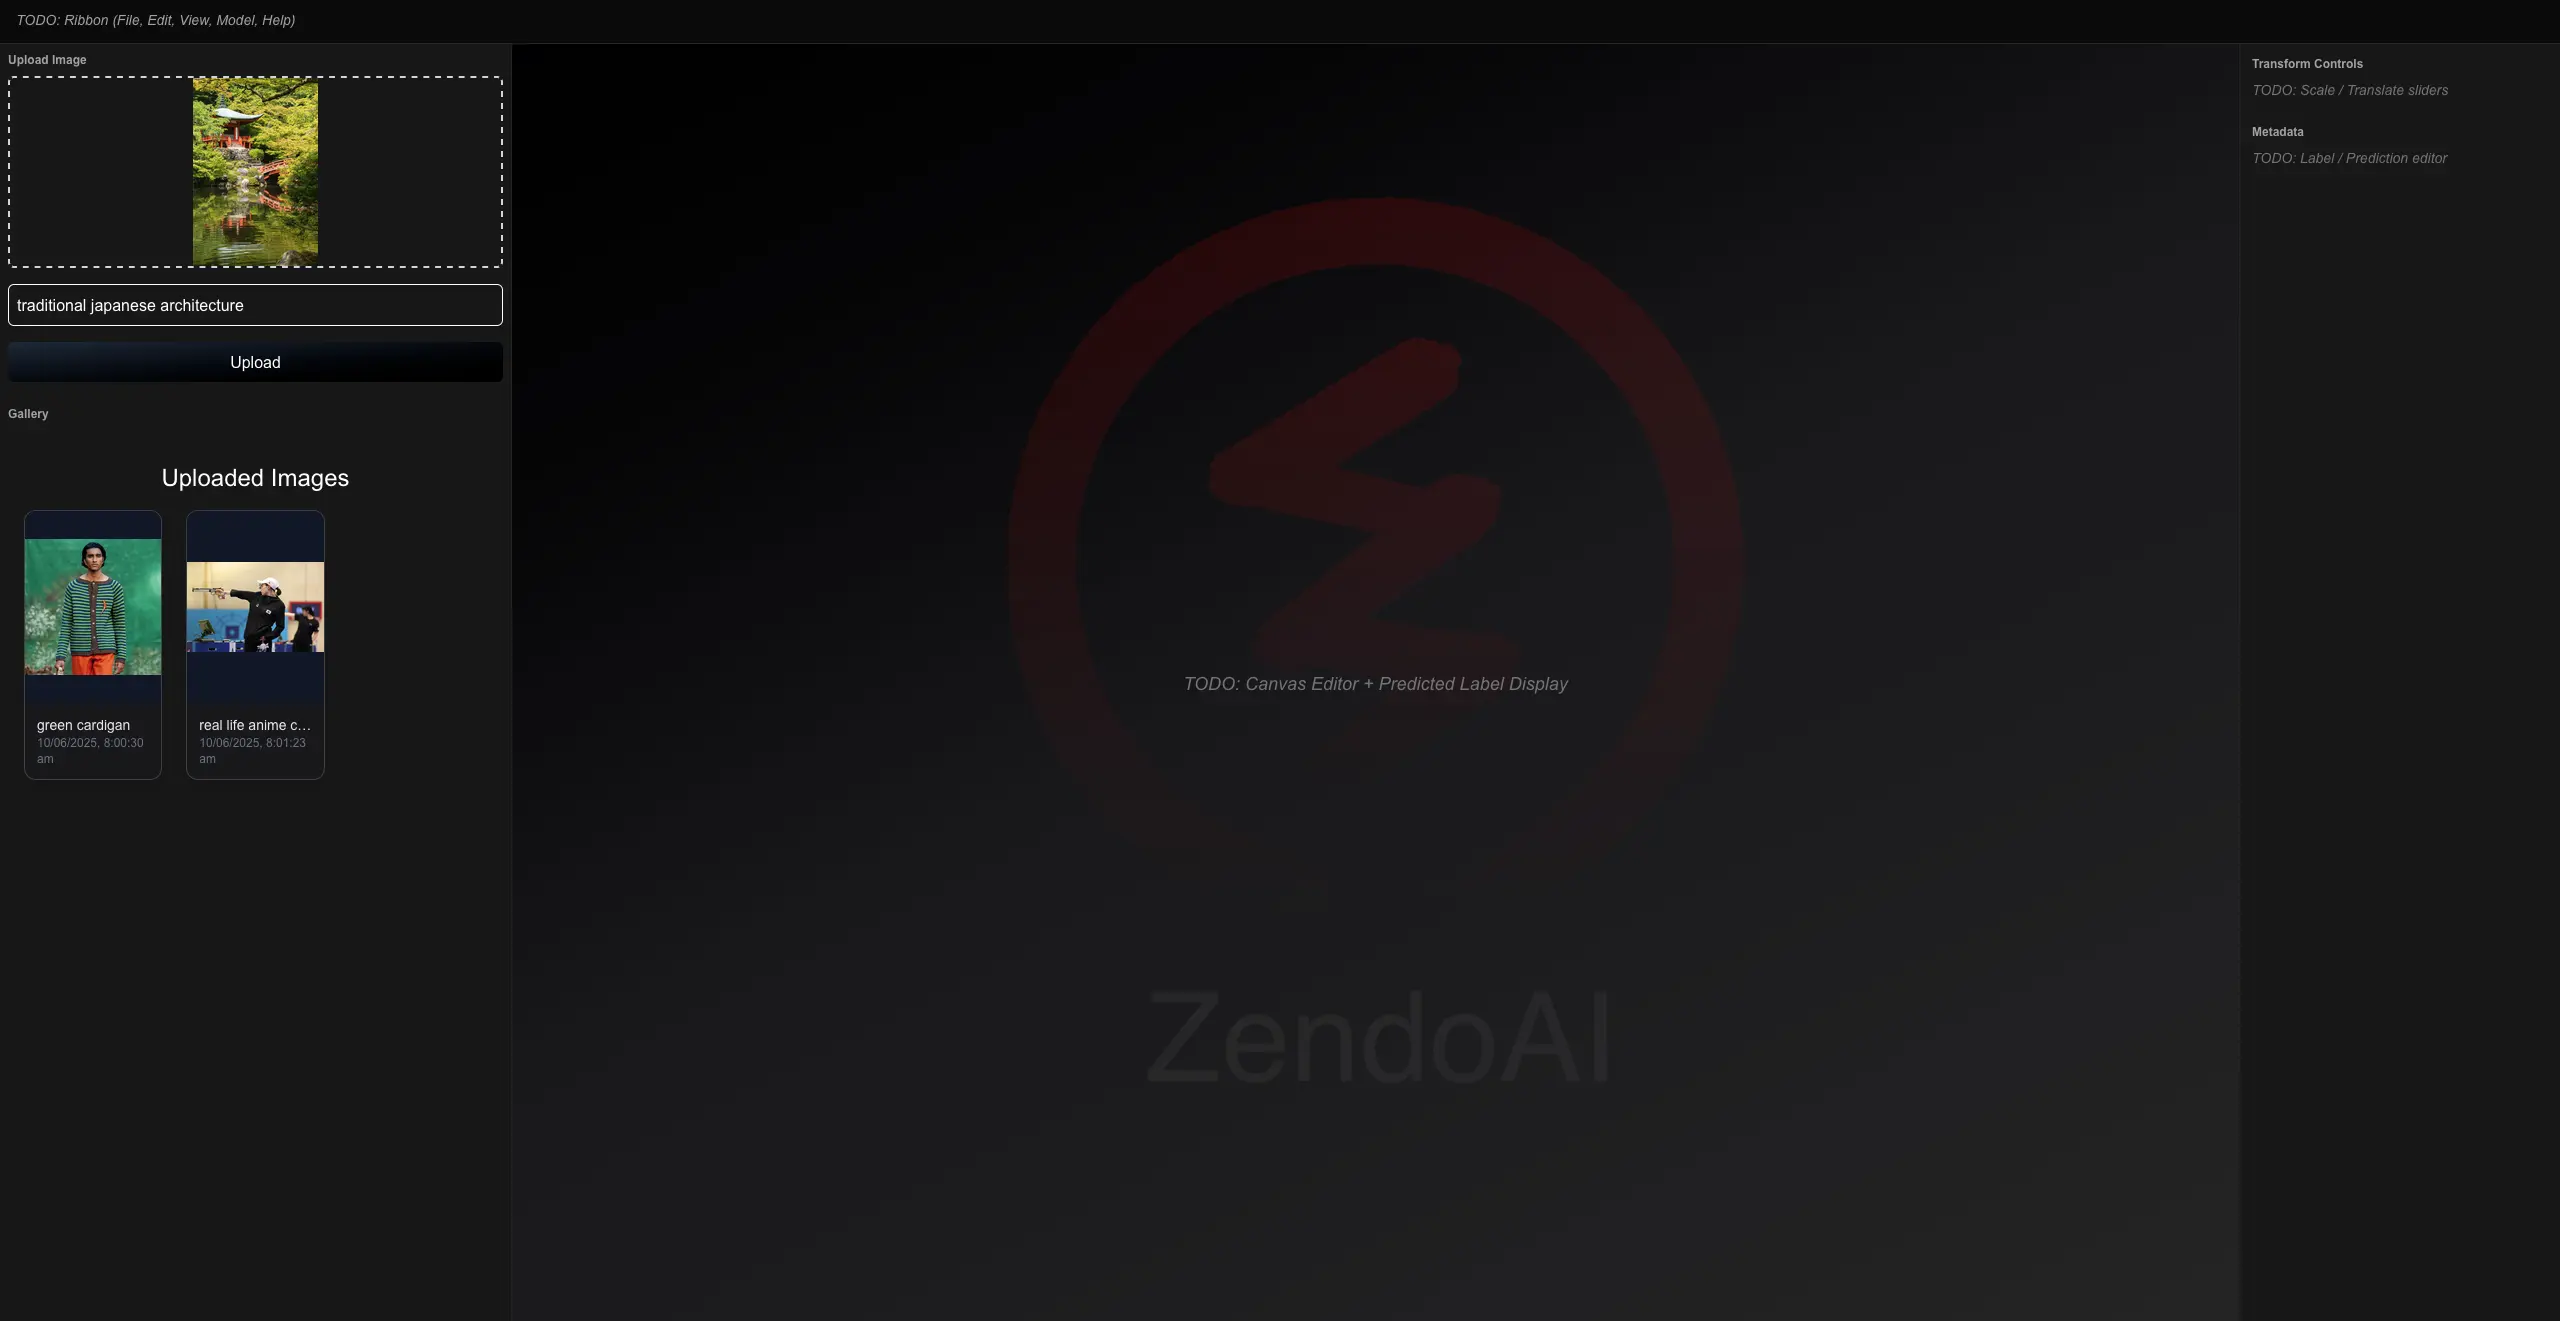 TODO: Ribbon (File, Edit, View, Model, Help)
Upload Image
traditional japanese architecture
Upload
Gallery
Uploaded Images
green cardigan
10/06/2025, 8:00:30
am
real life anime c...
10/06/2025, 8:01:23
am
TODO: Canvas Editor + Predicted Label Display
ZendoAI
Transform Controls
TODO: Scale / Translate sliders
Metadata
TODO: Label / Prediction editor